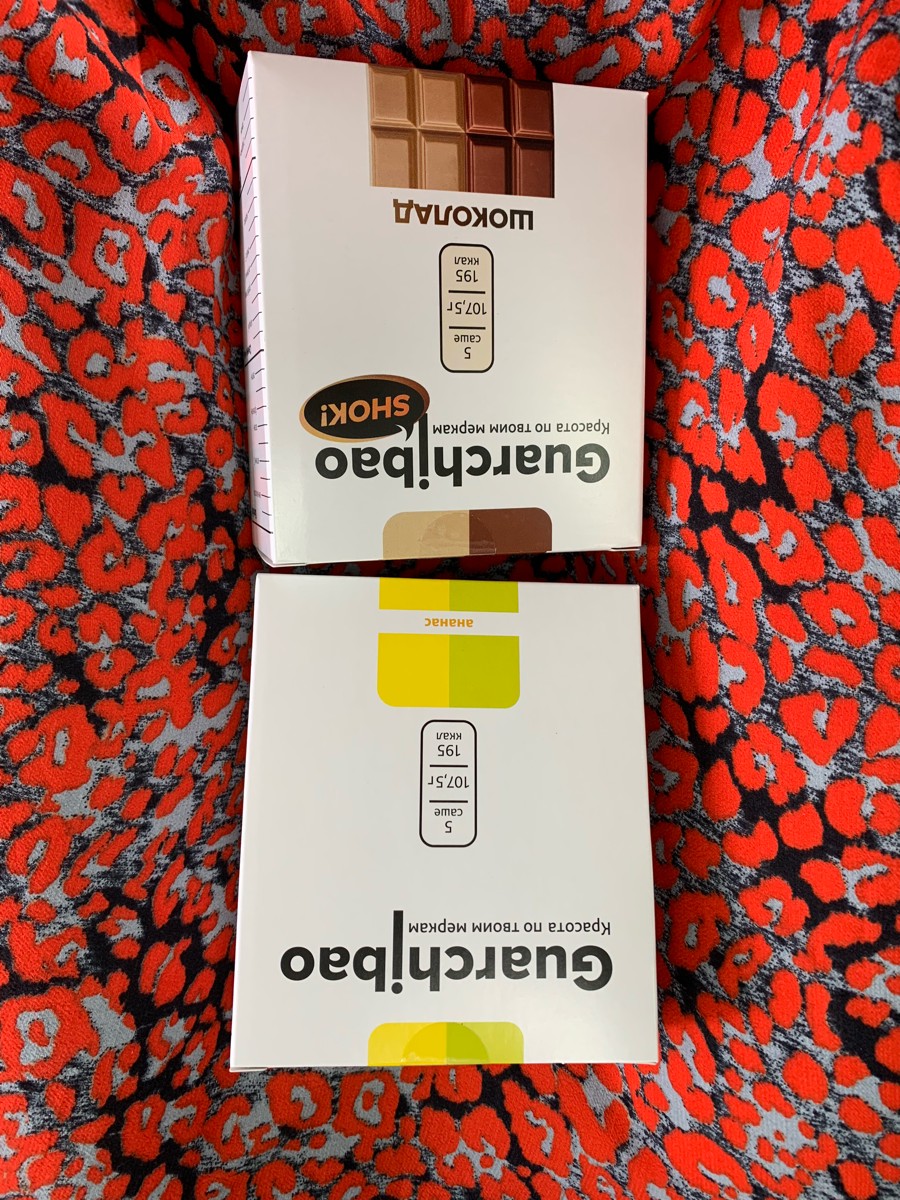 Guarchibao
Красота по твоим меркам
5
саше
107,5г
195
ккал
ананас
Guarchibao
Красота по твоим меркам
SHOK!
5
саше
107,5г
195
ккал
ШОКОЛАД